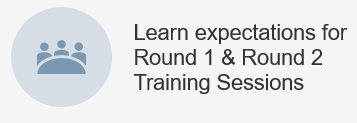 Learn expectations for
Round 1 & Round 2
Training Sessions